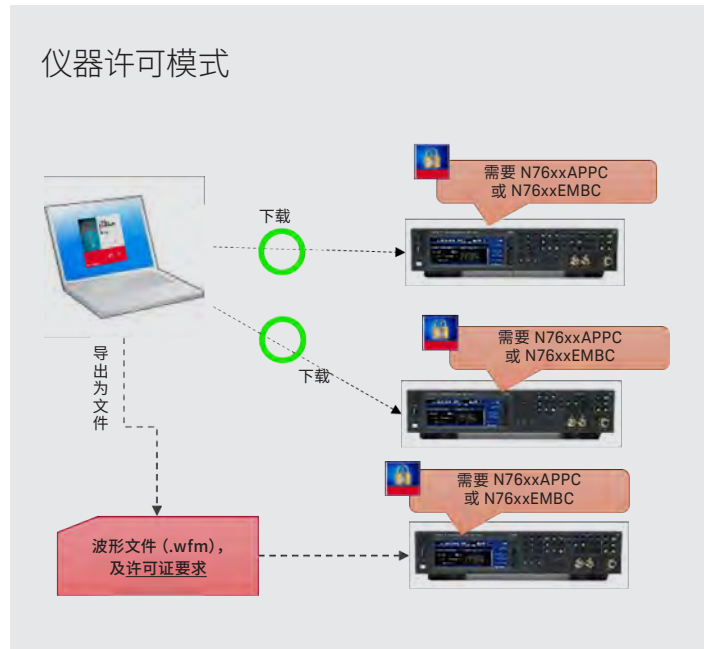 仪器许可模式
需要 N76xxAPPC
或 N76xxEMBC
下载
需要 N76xxAPPC
或 N76xxEMBC
下载
导出为文件
需要 N76xxAPPC
或 N76xxEMBC
波形文件 (.wfm),
及许可证要求